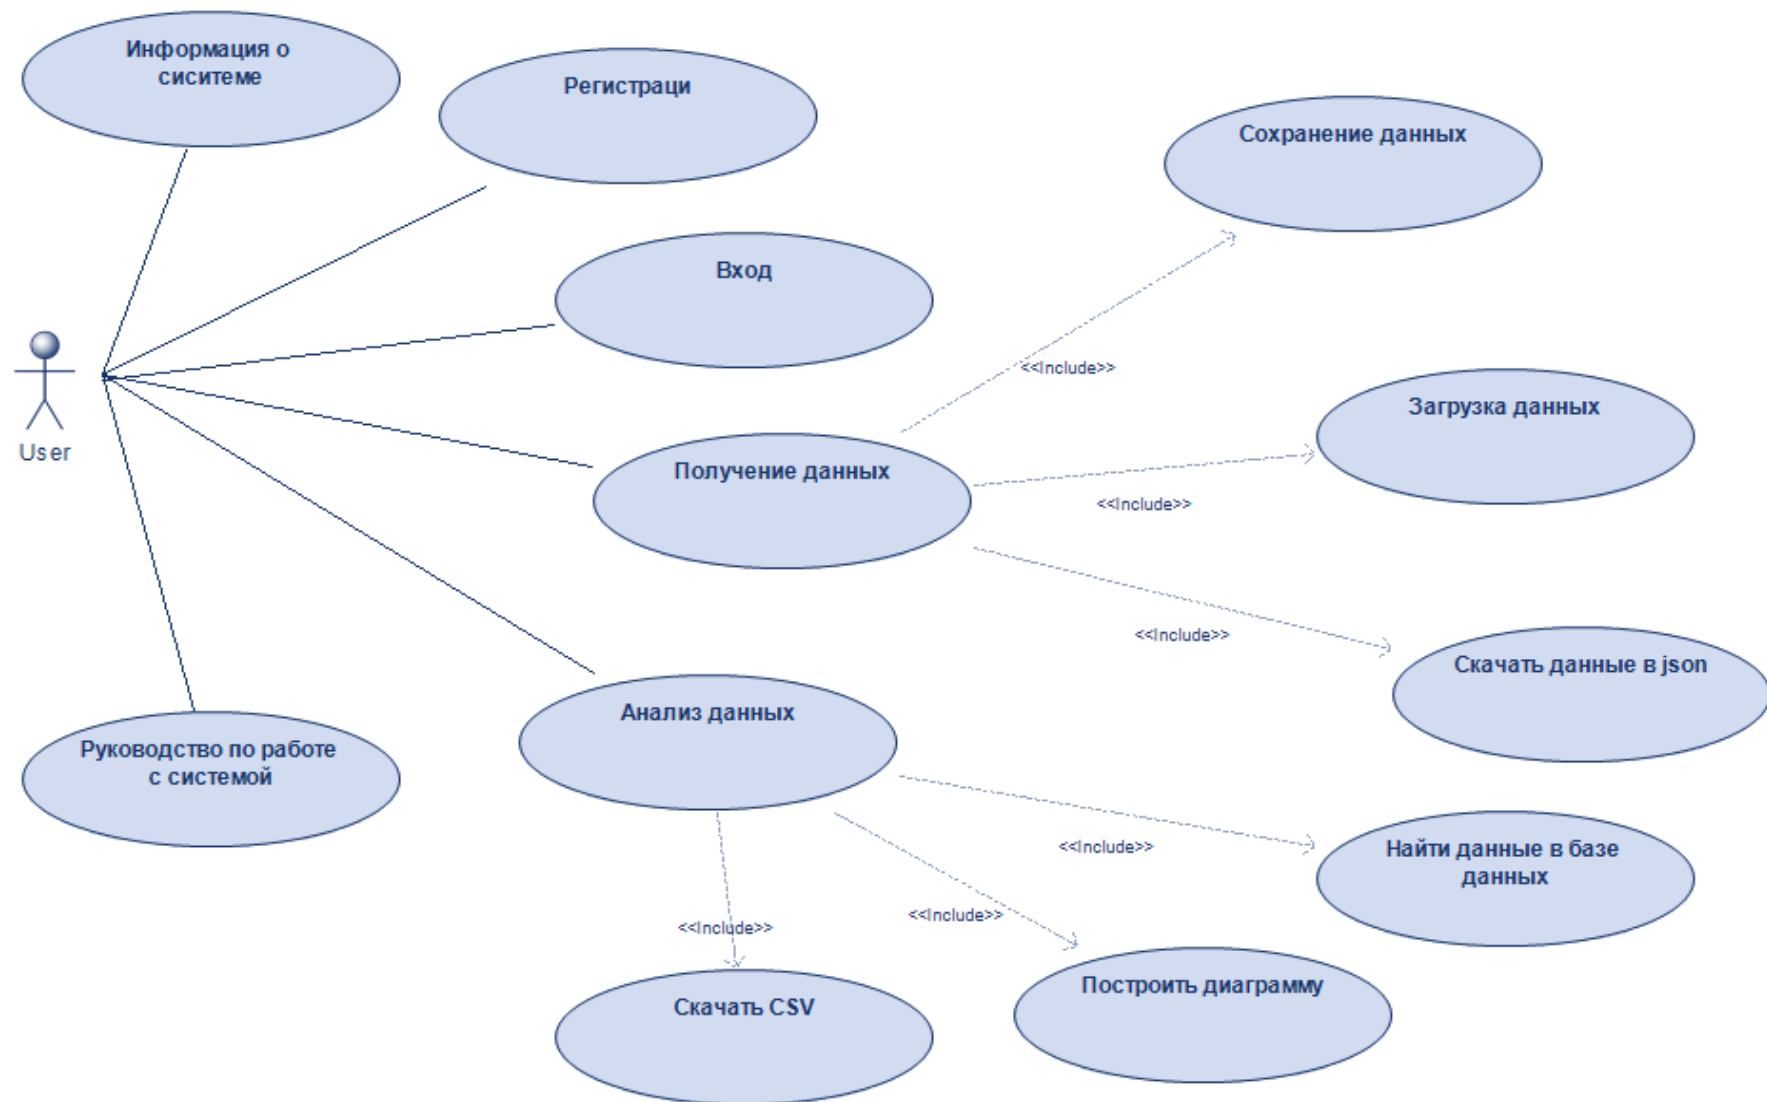 Информация о
сиситеме
Регистраци
Сохранение данных
Вход
<<Include>>
Загрузка данных
User
Получение данных
<<Include>>
<<Include>>
Скачать данные в json
Анализ данных
Руководство по работе
с системой
<<Include>>
Найти данные в базе
данных
<<Include>>
<<Include>>
Построить диаграмму
Скачать CSV